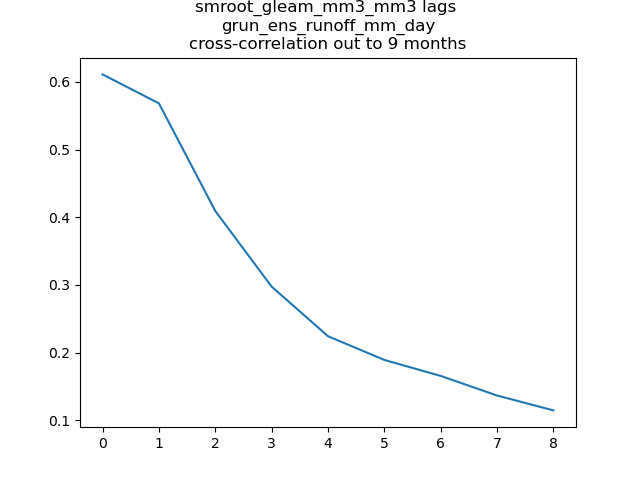 smroot_gleam_mm3_mm3 lags
grun_ens_runoff_mm_day
cross-correlation out to 9 months
0.6
0.5
0.4
0.3
0.2
0.1
0 1 2 3 4 5 6 7 8